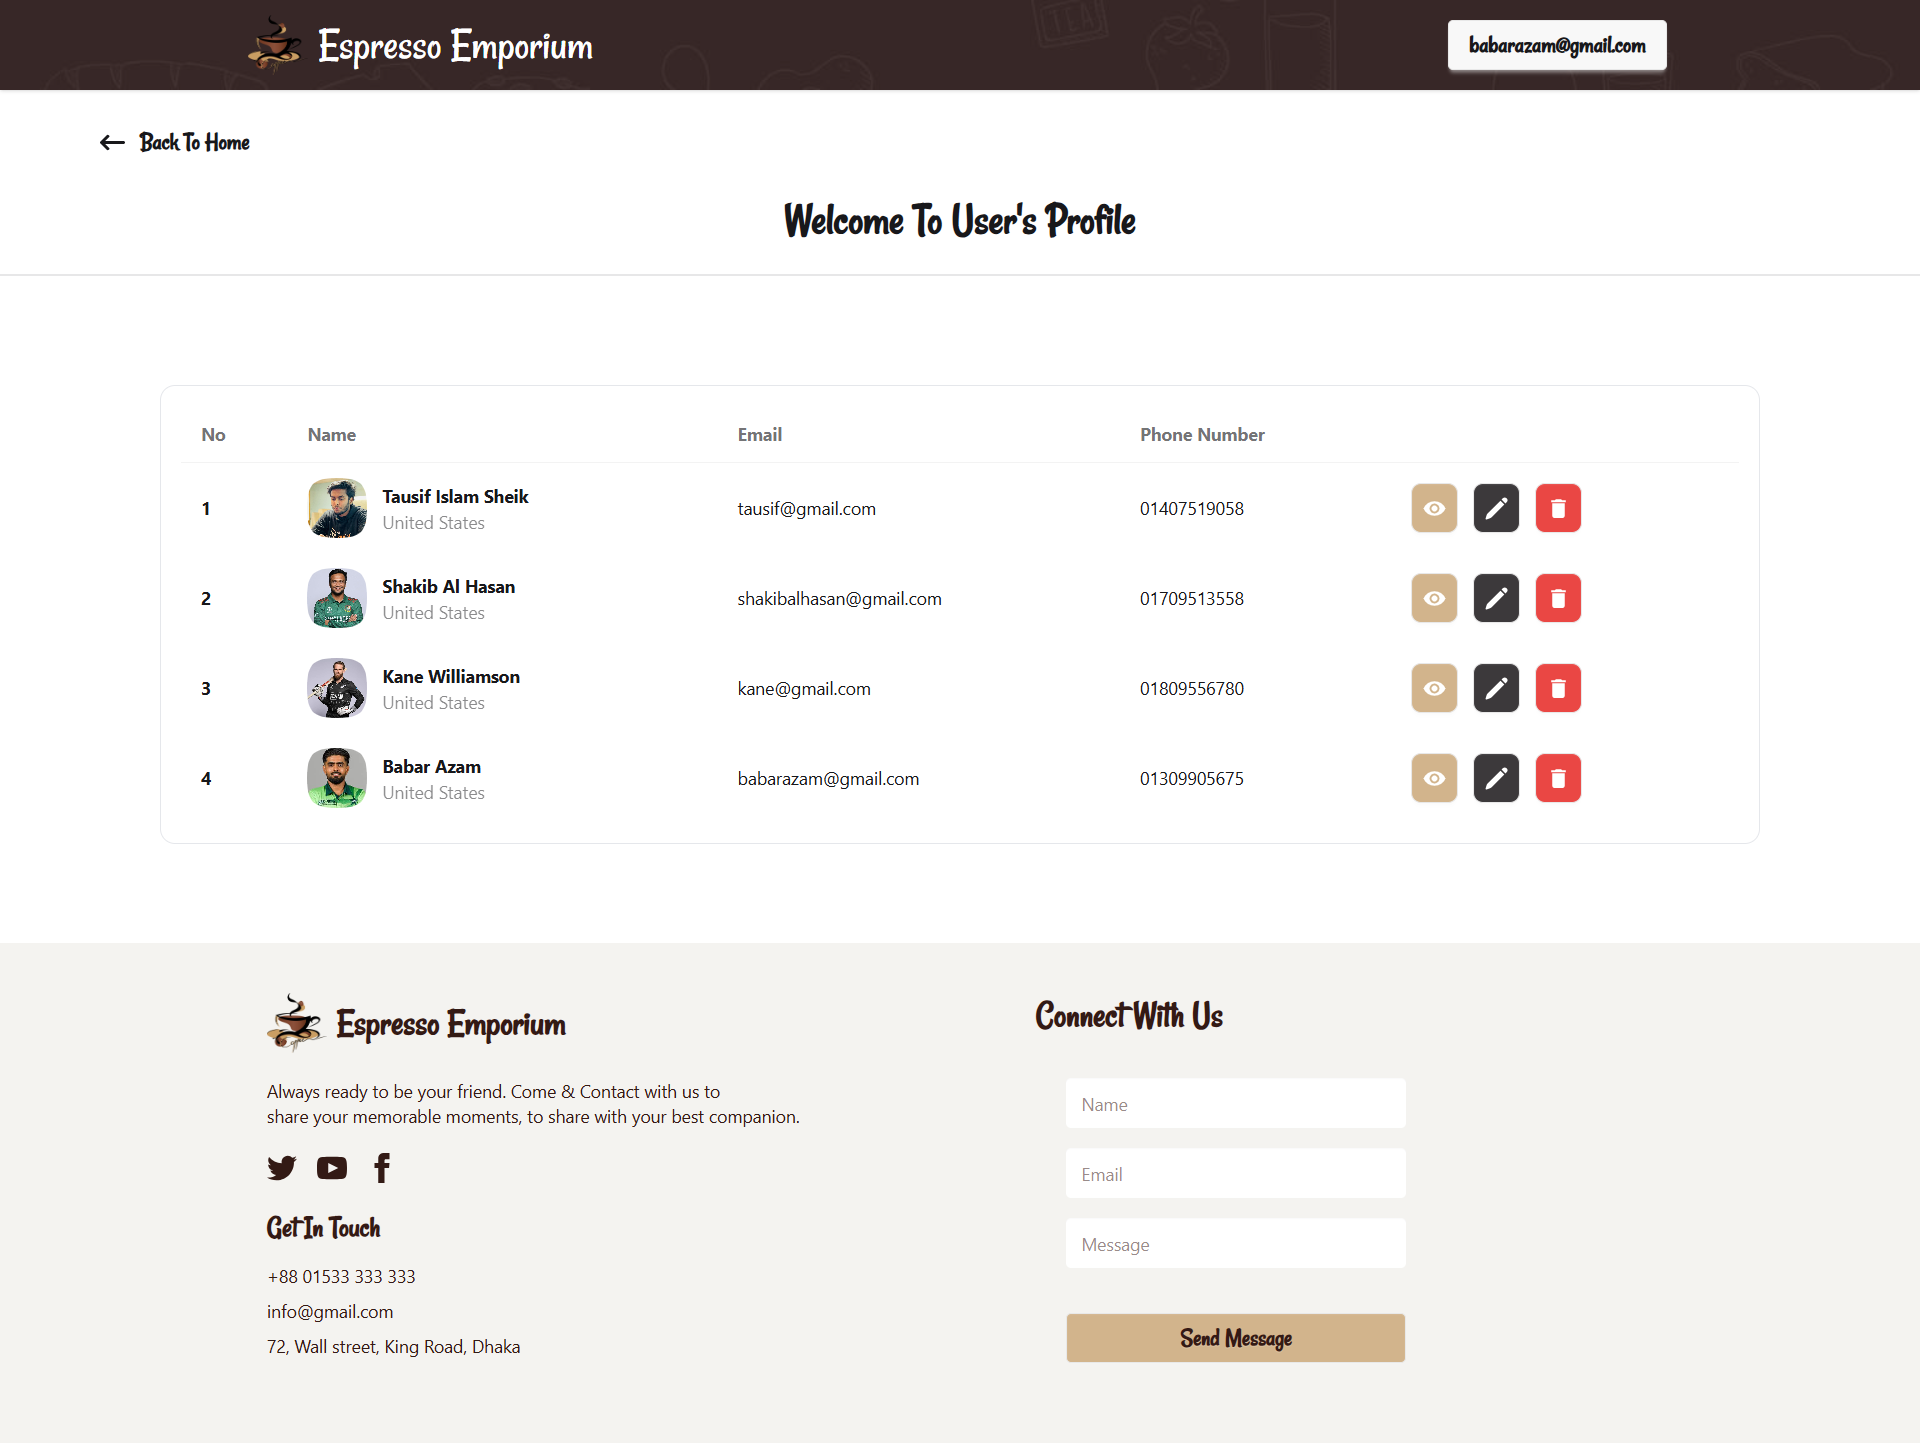 Espresso Emporium
babarazam@gmail.com
TEA
Back To Home
Welcome To User's Profile
No Name Email Phone Number
1 Tausif Islam Sheik tausif@gmail.com 01407519058
United States
2 Shakib Al Hasan shakibalhasan@gmail.com 01709513558
United States
3 Kane Williamson kane@gmail.com 01809556780
United States
4 Babar Azam babarazam@gmail.com 01309905675
United States
Espresso Emporium
Always ready to be your friend. Come & Contact with us to
share your memorable moments, to share with your best companion.
Get In Touch
+88 01533 333 333
info@gmail.com
72, Wall street, King Road, Dhaka
Connect With Us
Name
Email
Message
Send Message